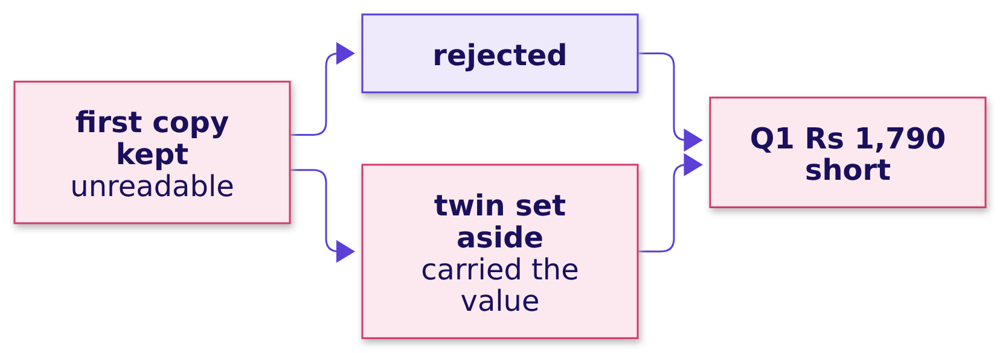 first copy
kept
unreadable
rejected
twin set
aside
carried the
value
Q1 Rs 1,790
short